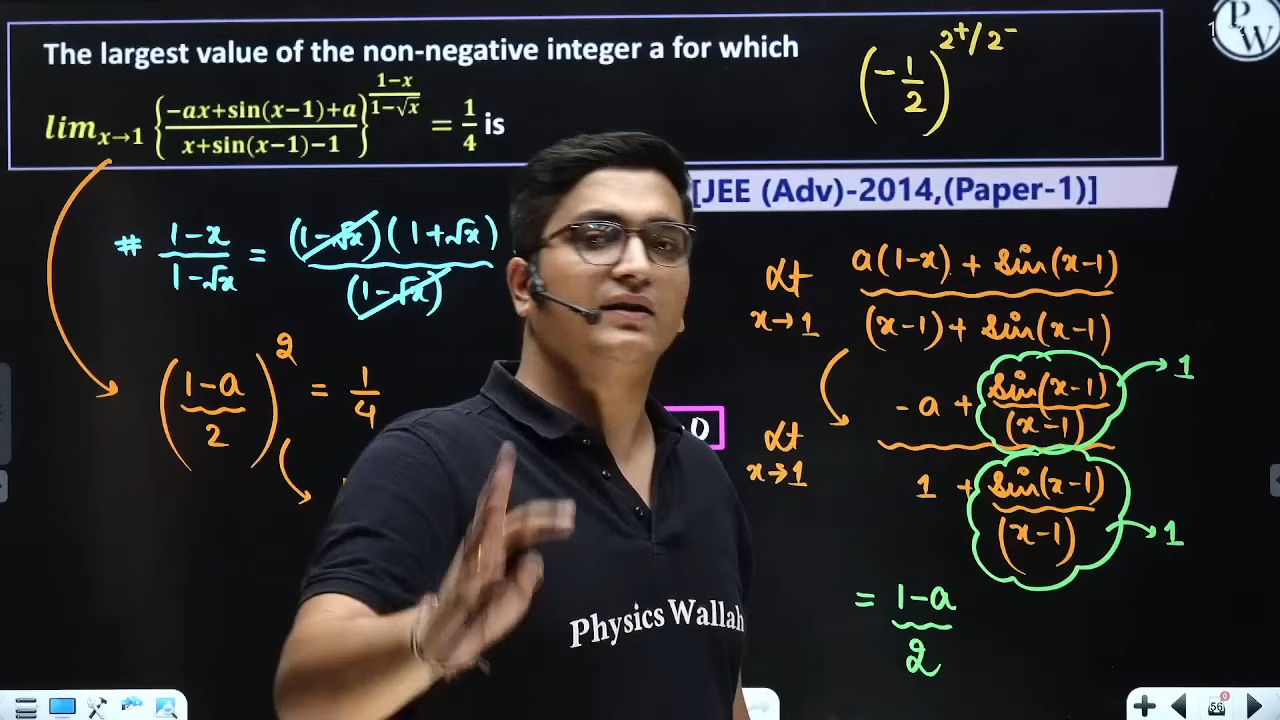 The largest value of the non-negative integer a for which
lim_{x→1} {(-ax+sin(x-1)+a)/(x+sin(x-1)-1)}^{(1-x)/(1-√x)} = 1/4 is
(-1/2)^{2⁺/2⁻}
P
W
[JEE (Adv)-2014,(Paper-1)]
# (1-x)/(1-√x) = ((1-√x)(1+√x))/((1-√x))
((1-a)/2)^2 = 1/4
0
Lt x→1 (a(1-x) + sin(x-1))/((x-1) + sin(x-1))
Lt x→1 (-a + sin(x-1)/(x-1))/(1 + sin(x-1)/(x-1))
→ 1
→ 1
= (1-a)/2
Physics Wallah
56